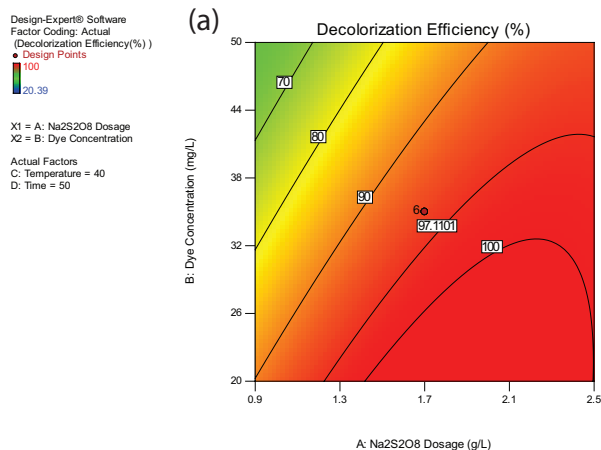 Design-Expert® Software
Factor Coding: Actual
(Decolorization Efficiency(%) )
Design Points
100
20.39
X1 = A: Na2S2O8 Dosage
X2 = B: Dye Concentration
Actual Factors
C: Temperature = 40
D: Time = 50
(a)
Decolorization Efficiency (%)
50
44
38
32
26
20
B: Dye Concentration (mg/L)
70
80
90
6
97.1101
100
0.9 1.3 1.7 2.1 2.5
A: Na2S2O8 Dosage (g/L)